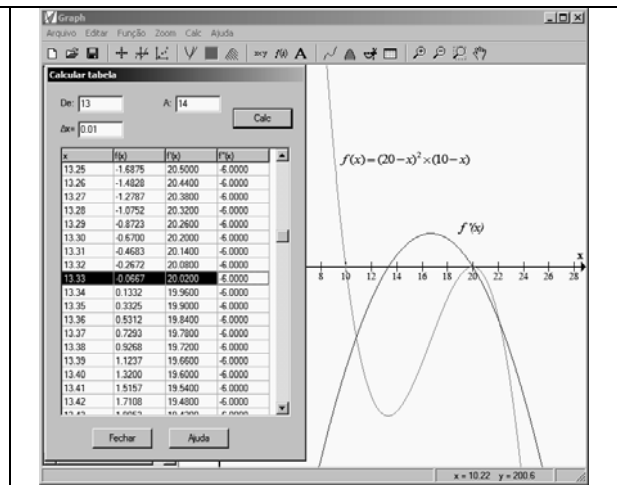 Graph
Arquivo Editar Função Zoom Calc Ajuda
Calcular tabela
De: 13 A: 14
Calc
Δx= 0.01
x f(x) f'(x) f''(x)
13.25 -1.6875 20.5000 -6.0000
13.26 -1.4828 20.4400 -6.0000
13.27 -1.2787 20.3800 -6.0000
13.28 -1.0752 20.3200 -6.0000
13.29 -0.8723 20.2600 -6.0000
13.30 -0.6700 20.2000 -6.0000
13.31 -0.4683 20.1400 -6.0000
13.32 -0.2672 20.0800 -6.0000
13.33 -0.0667 20.0200 -6.0000
13.34 0.1332 19.9600 -6.0000
13.35 0.3325 19.9000 -6.0000
13.36 0.5312 19.8400 -6.0000
13.37 0.7293 19.7800 -6.0000
13.38 0.9268 19.7200 -6.0000
13.39 1.1237 19.6600 -6.0000
13.40 1.3200 19.6000 -6.0000
13.41 1.5157 19.5400 -6.0000
13.42 1.7108 19.4800 -6.0000
Fechar Ajuda
f(x)=(20-x)²×(10-x)
f'(x)
x
8 10 12 14 16 18 20 22 24 26 28
x = 10.22 y = 200.6